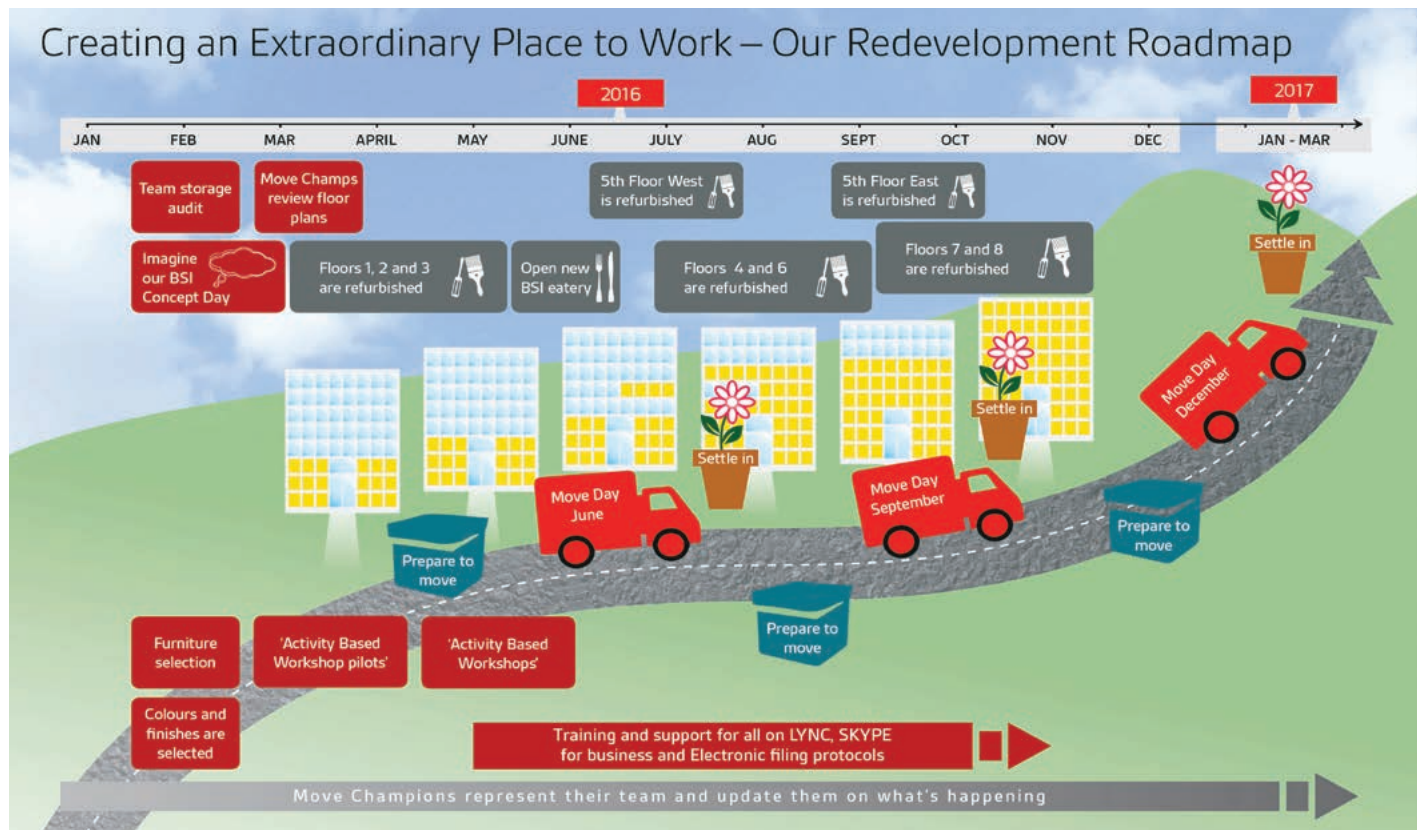 Creating an Extraordinary Place to Work – Our Redevelopment Roadmap
2016
2017
JAN
FEB
MAR
APRIL
MAY
JUNE
JULY
AUG
SEPT
OCT
NOV
DEC
JAN - MAR
Team storage
audit
Move Champs
review floor
plans
5th Floor West
is refurbished
5th Floor East
is refurbished
Imagine
our BSI
Concept Day
Floors 1, 2 and 3
are refurbished
Open new
BSI eatery
Floors 4 and 6
are refurbished
Floors 7 and 8
are refurbished
Settle in
Move Day
December
Settle in
Settle in
Move Day
June
Move Day
September
Prepare to
move
Prepare to
move
Prepare to
move
Furniture
selection
'Activity Based
Workshop pilots'
'Activity Based
Workshops'
Colours and
finishes are
selected
Training and support for all on LYNC, SKYPE
for business and Electronic filing protocols
Move Champions represent their team and update them on what's happening